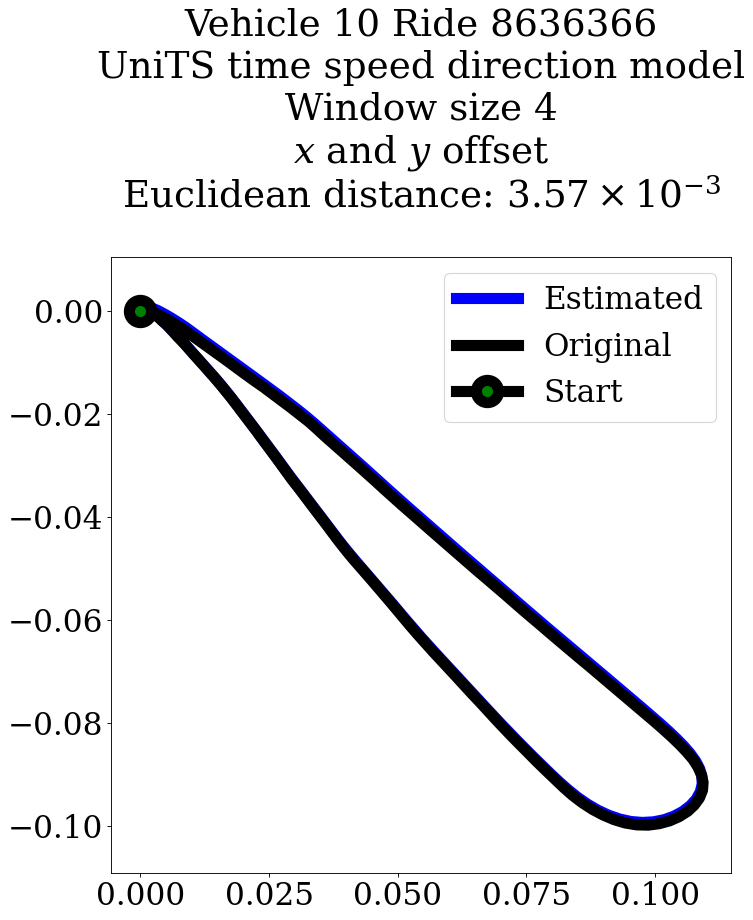 Vehicle 10 Ride 8636366
UniTS time speed direction model
Window size 4
x and y offset
Euclidean distance: 3.57 × 10⁻³
Estimated
Original
Start
0.00
−0.02
−0.04
−0.06
−0.08
−0.10
0.000 0.025 0.050 0.075 0.100